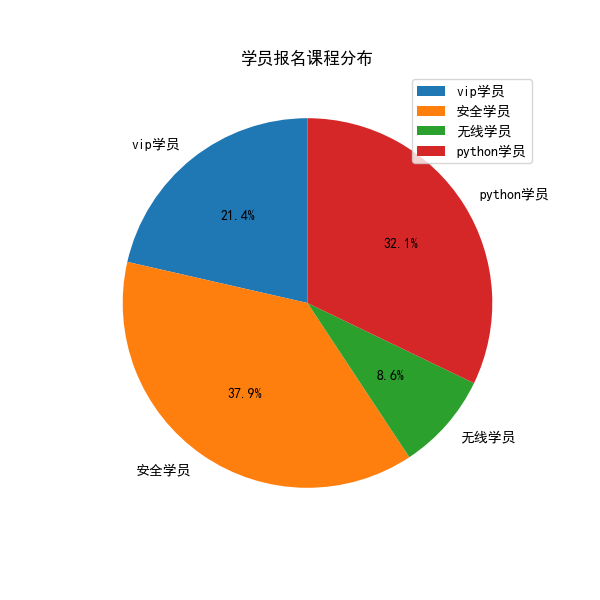 学员报名课程分布
vip学员
安全学员
无线学员
python学员
vip学员
python学员
21.4%
32.1%
8.6%
37.9%
无线学员
安全学员